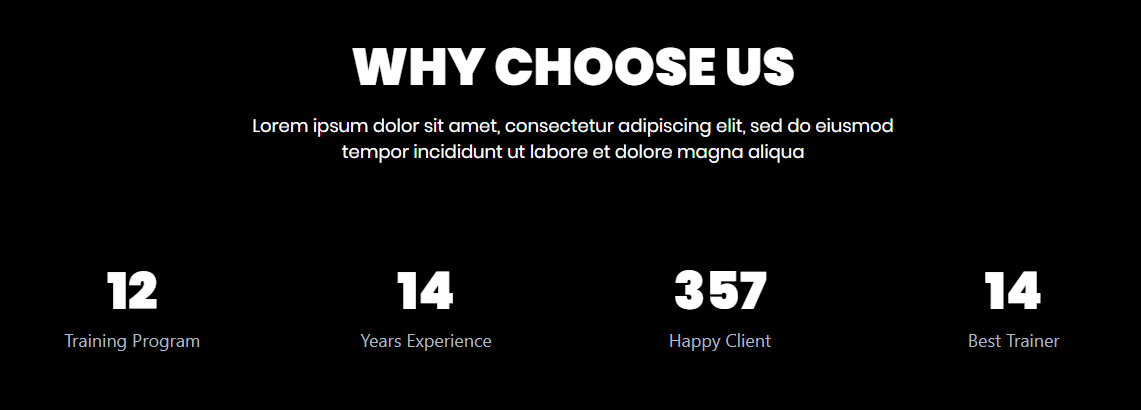 WHY CHOOSE US
Lorem ipsum dolor sit amet, consectetur adipiscing elit, sed do eiusmod
tempor incididunt ut labore et dolore magna aliqua
12
Training Program
14
Years Experience
357
Happy Client
14
Best Trainer